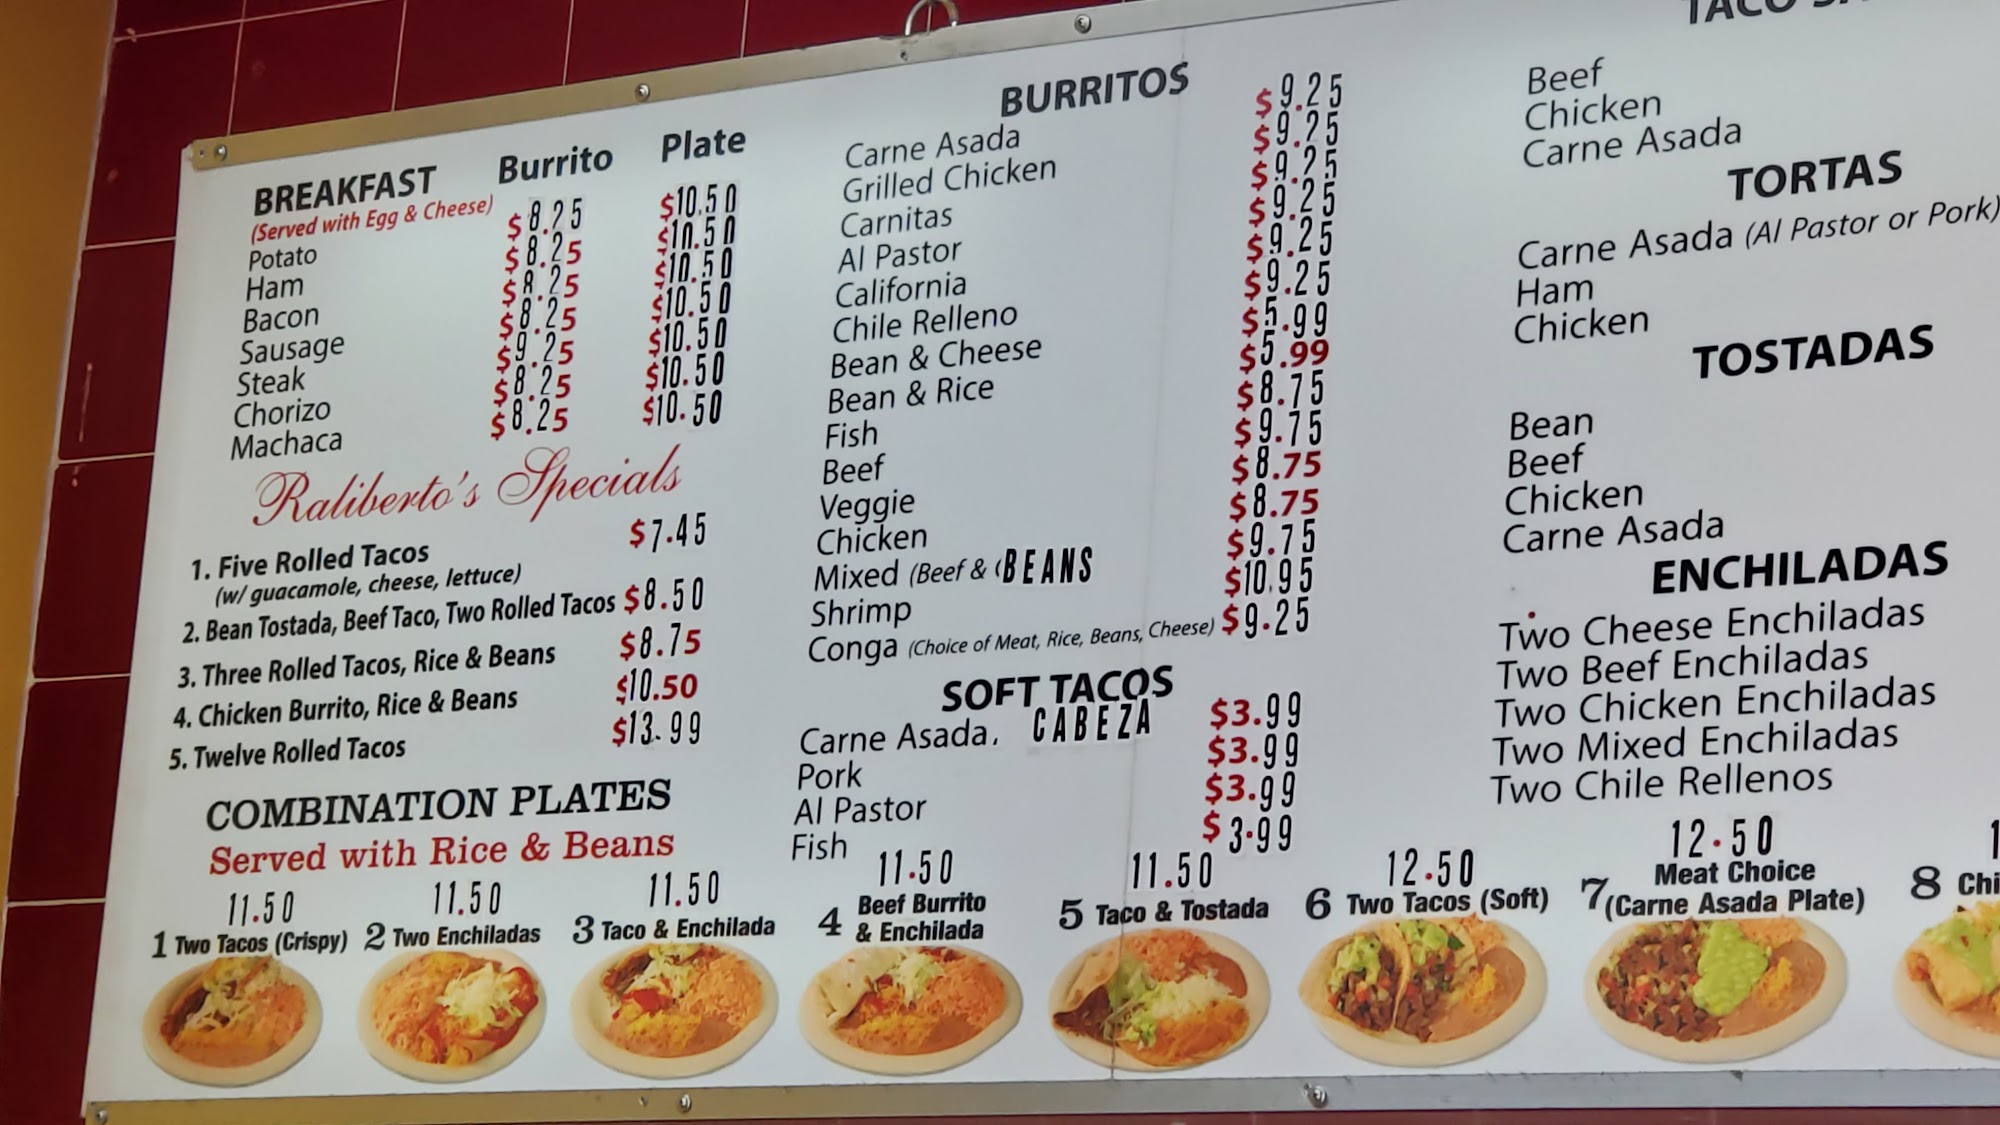 BREAKFAST Burrito Plate
(Served with Egg & Cheese)
Potato $8.25 $10.50
Ham $8.25 $10.50
Bacon $8.25 $10.50
Sausage $8.25 $10.50
Steak $9.25 $10.50
Chorizo $8.25 $10.50
Machaca $8.25 $10.50
Raliberto's Specials
1. Five Rolled Tacos $7.45
(w/ guacamole, cheese, lettuce)
2. Bean Tostada, Beef Taco, Two Rolled Tacos $8.50
3. Three Rolled Tacos, Rice & Beans $8.75
4. Chicken Burrito, Rice & Beans $10.50
5. Twelve Rolled Tacos $13.99
COMBINATION PLATES
Served with Rice & Beans
BURRITOS
Carne Asada $9.25
Grilled Chicken $9.25
Carnitas $9.25
Al Pastor $9.25
California $9.25
Chile Relleno $9.25
Bean & Cheese $5.99
Bean & Rice $5.99
Fish $8.75
Beef $9.75
Veggie $8.75
Chicken $8.75
Mixed (Beef & BEANS $9.75
Shrimp $10.95
Conga (Choice of Meat, Rice, Beans, Cheese) $9.25
SOFT TACOS
Carne Asada, CABEZA $3.99
Pork $3.99
Al Pastor $3.99
Fish $3.99
TACO
Beef
Chicken
Carne Asada
TORTAS
Carne Asada (Al Pastor or Pork)
Ham
Chicken
TOSTADAS
Bean
Beef
Chicken
Carne Asada
ENCHILADAS
Two Cheese Enchiladas
Two Beef Enchiladas
Two Chicken Enchiladas
Two Mixed Enchiladas
Two Chile Rellenos
11.50
1 Two Tacos (Crispy)
11.50
2 Two Enchiladas
11.50
3 Taco & Enchilada
11.50
4 Beef Burrito
& Enchilada
11.50
5 Taco & Tostada
12.50
6 Two Tacos (Soft)
12.50
7 Meat Choice
(Carne Asada Plate)
8